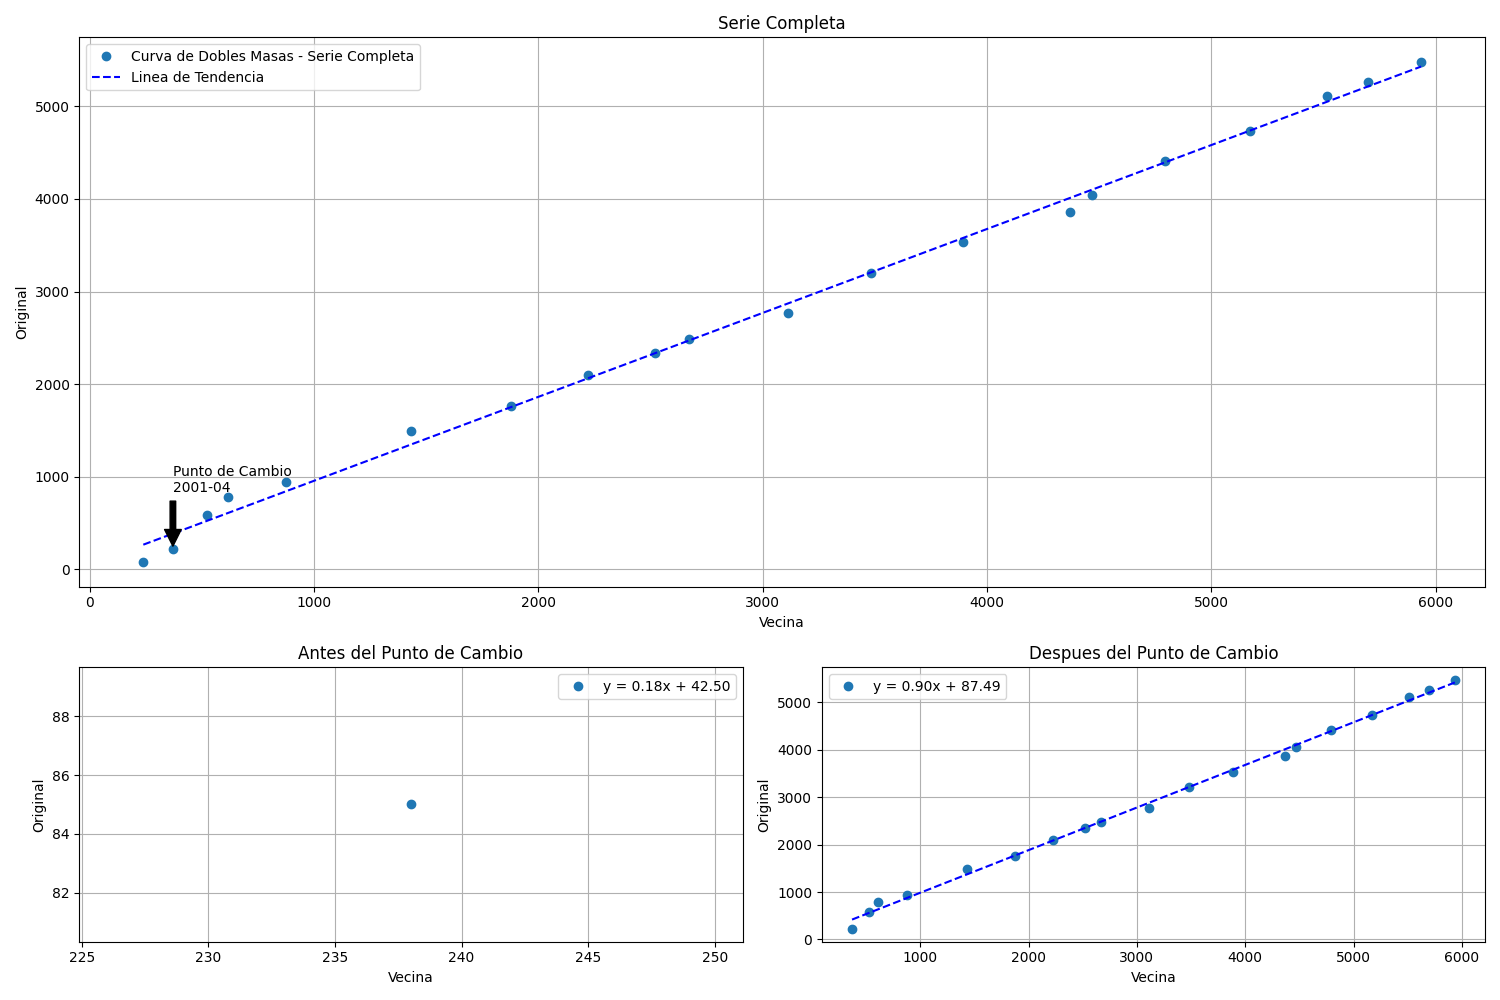 Serie Completa
Curva de Dobles Masas - Serie Completa
Linea de Tendencia
Original
5000
4000
3000
2000
1000
0
Punto de Cambio
2001-04
0 1000 2000 3000 4000 5000 6000
Vecina
Antes del Punto de Cambio
y = 0.18x + 42.50
Original
88
86
84
82
225 230 235 240 245 250
Vecina
Despues del Punto de Cambio
y = 0.90x + 87.49
Original
5000
4000
3000
2000
1000
0
1000 2000 3000 4000 5000 6000
Vecina